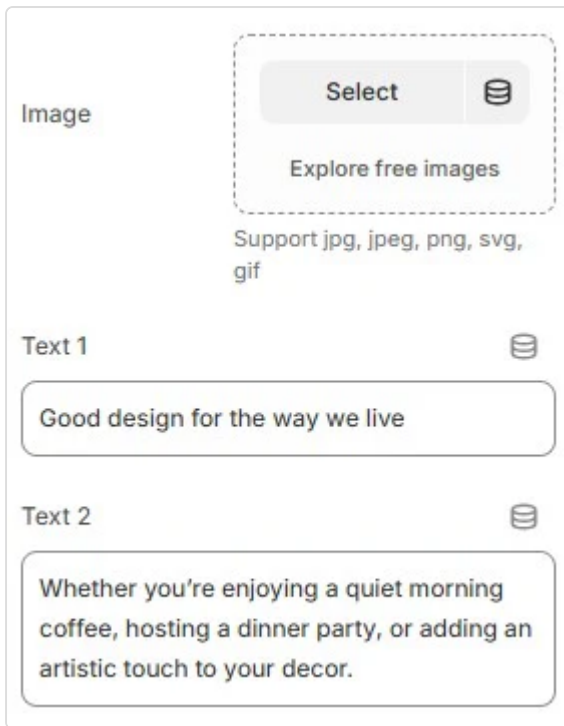 Image
Select
Explore free images
Support jpg, jpeg, png, svg,
gif
Text 1
Good design for the way we live
Text 2
Whether you’re enjoying a quiet morning
coffee, hosting a dinner party, or adding an
artistic touch to your decor.